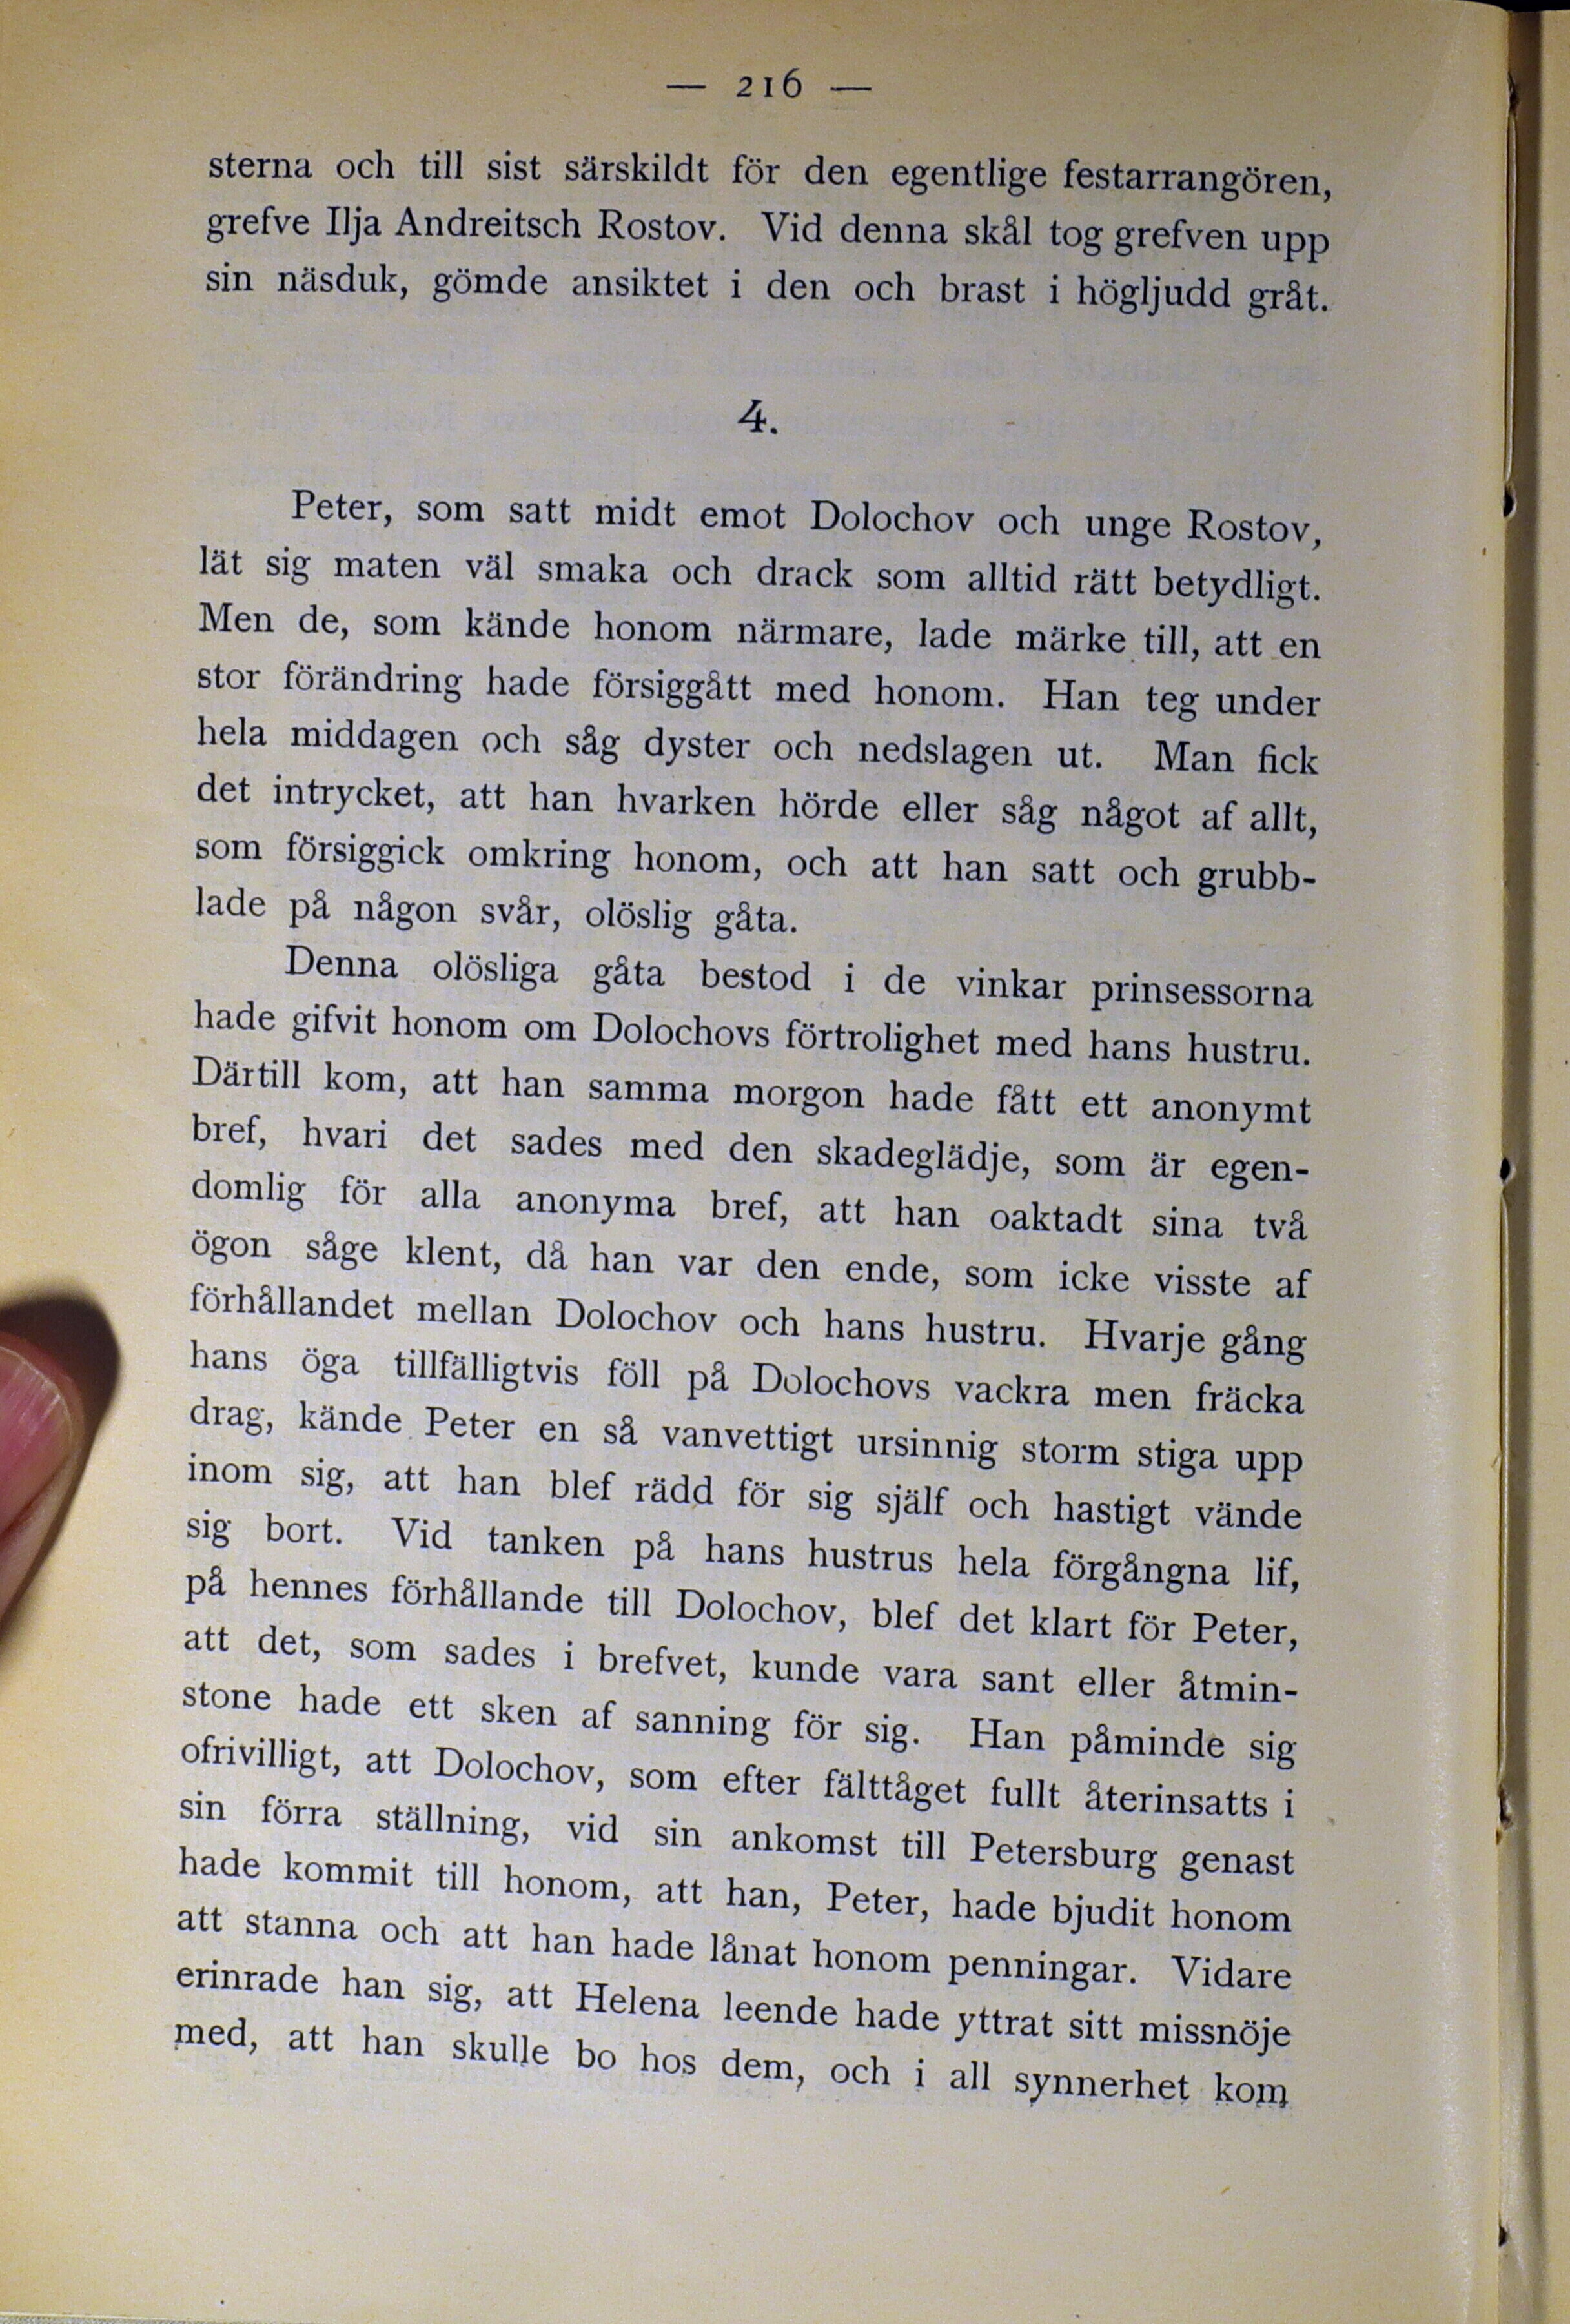 — 216 —
sterna och till sist särskildt för den egentlige festarrangören,
grefve Ilja Andreitsch Rostov. Vid denna skål tog grefven upp
sin näsduk, gömde ansiktet i den och brast i högljudd gråt.
4.
Peter, som satt midt emot Dolochov och unge Rostov,
lät sig maten väl smaka och drack som alltid rätt betydligt.
Men de, som kände honom närmare, lade märke till, att en
stor förändring hade försiggått med honom. Han teg under
hela middagen och såg dyster och nedslagen ut. Man fick
det intrycket, att han hvarken hörde eller såg något af allt,
som försiggick omkring honom, och att han satt och grubb-
lade på någon svår, olöslig gåta.
Denna olösliga gåta bestod i de vinkar prinsessorna
hade gifvit honom om Dolochovs förtrolighet med hans hustru.
Därtill kom, att han samma morgon hade fått ett anonymt
bref, hvari det sades med den skadeglädje, som är egen-
domlig för alla anonyma bref, att han oaktadt sina två
ögon såge klent, då han var den ende, som icke visste af
förhållandet mellan Dolochov och hans hustru. Hvarje gång
hans öga tillfälligtvis föll på Dolochovs vackra men fräcka
drag, kände Peter en så vanvettigt ursinnig storm stiga upp
inom sig, att han blef rädd för sig själf och hastigt vände
sig bort. Vid tanken på hans hustrus hela förgångna lif,
på hennes förhållande till Dolochov, blef det klart för Peter,
att det, som sades i brefvet, kunde vara sant eller åtmin-
stone hade ett sken af sanning för sig. Han påminde sig
ofrivilligt, att Dolochov, som efter fälttåget fullt återinsatts i
sin förra ställning, vid sin ankomst till Petersburg genast
hade kommit till honom, att han, Peter, hade bjudit honom
att stanna och att han hade lånat honom penningar. Vidare
erinrade han sig, att Helena leende hade yttrat sitt missnöje
med, att han skulle bo hos dem, och i all synnerhet kom